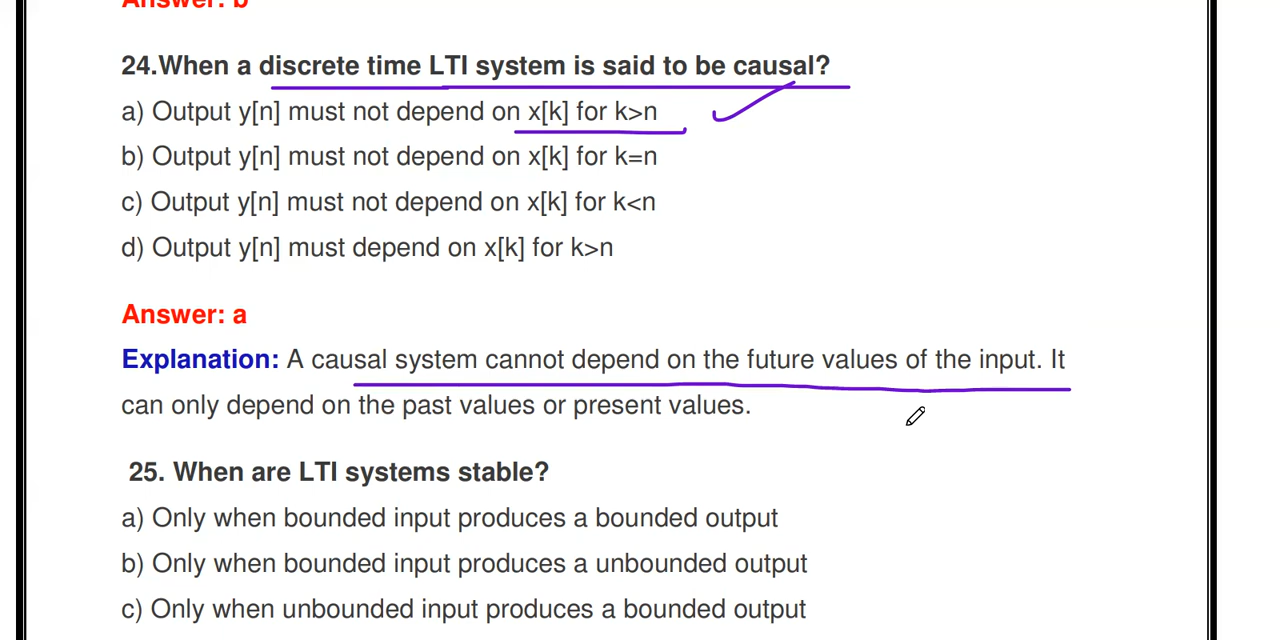 Answer: b
24.When a discrete time LTI system is said to be causal?
a) Output y[n] must not depend on x[k] for k>n
b) Output y[n] must not depend on x[k] for k=n
c) Output y[n] must not depend on x[k] for k<n
d) Output y[n] must depend on x[k] for k>n
Answer: a
Explanation: A causal system cannot depend on the future values of the input. It
can only depend on the past values or present values.
25. When are LTI systems stable?
a) Only when bounded input produces a bounded output
b) Only when bounded input produces a unbounded output
c) Only when unbounded input produces a bounded output